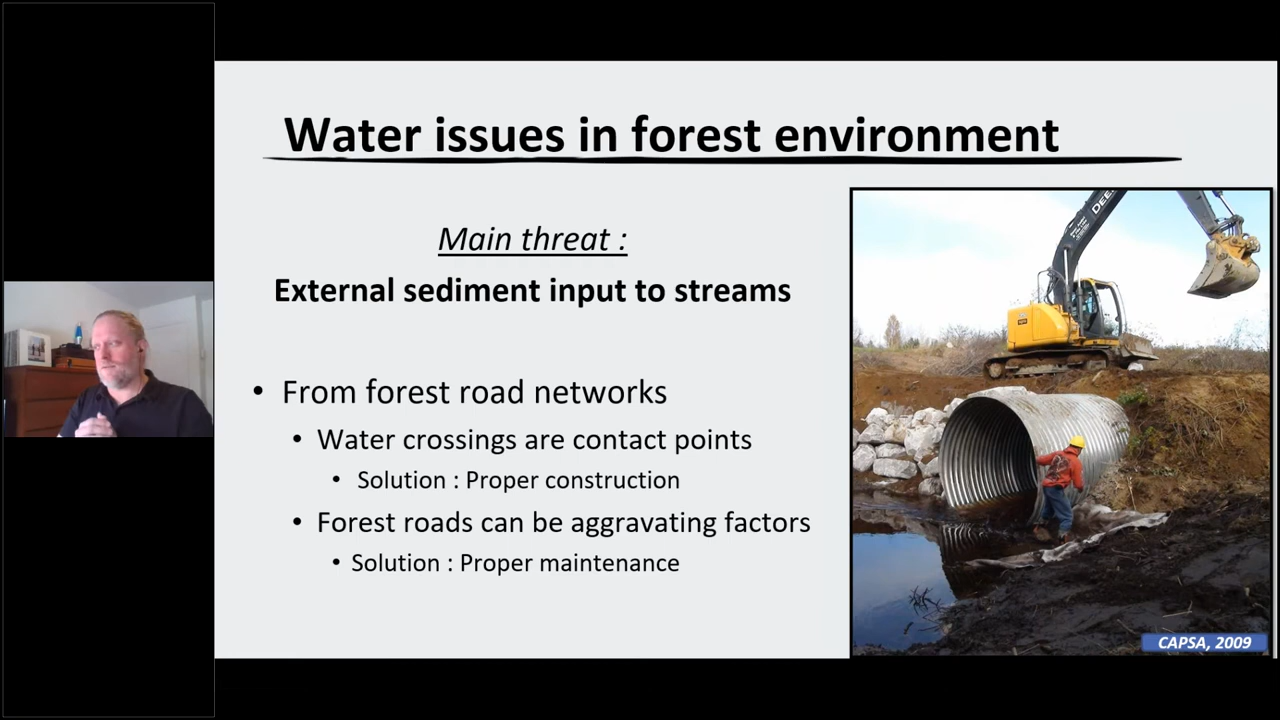 Water issues in forest environment
Main threat :
External sediment input to streams
• From forest road networks
• Water crossings are contact points
• Solution : Proper construction
• Forest roads can be aggravating factors
• Solution : Proper maintenance
DEE
CAPSA, 2009